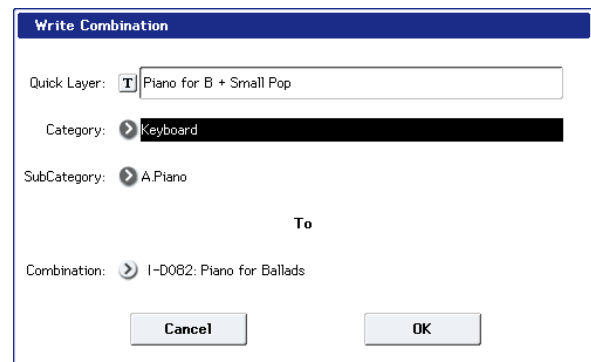 Write Combination
Quick Layer: T Piano for B + Small Pop
Category: Keyboard
SubCategory: A.Piano
To
Combination: I-D082: Piano for Ballads
Cancel OK